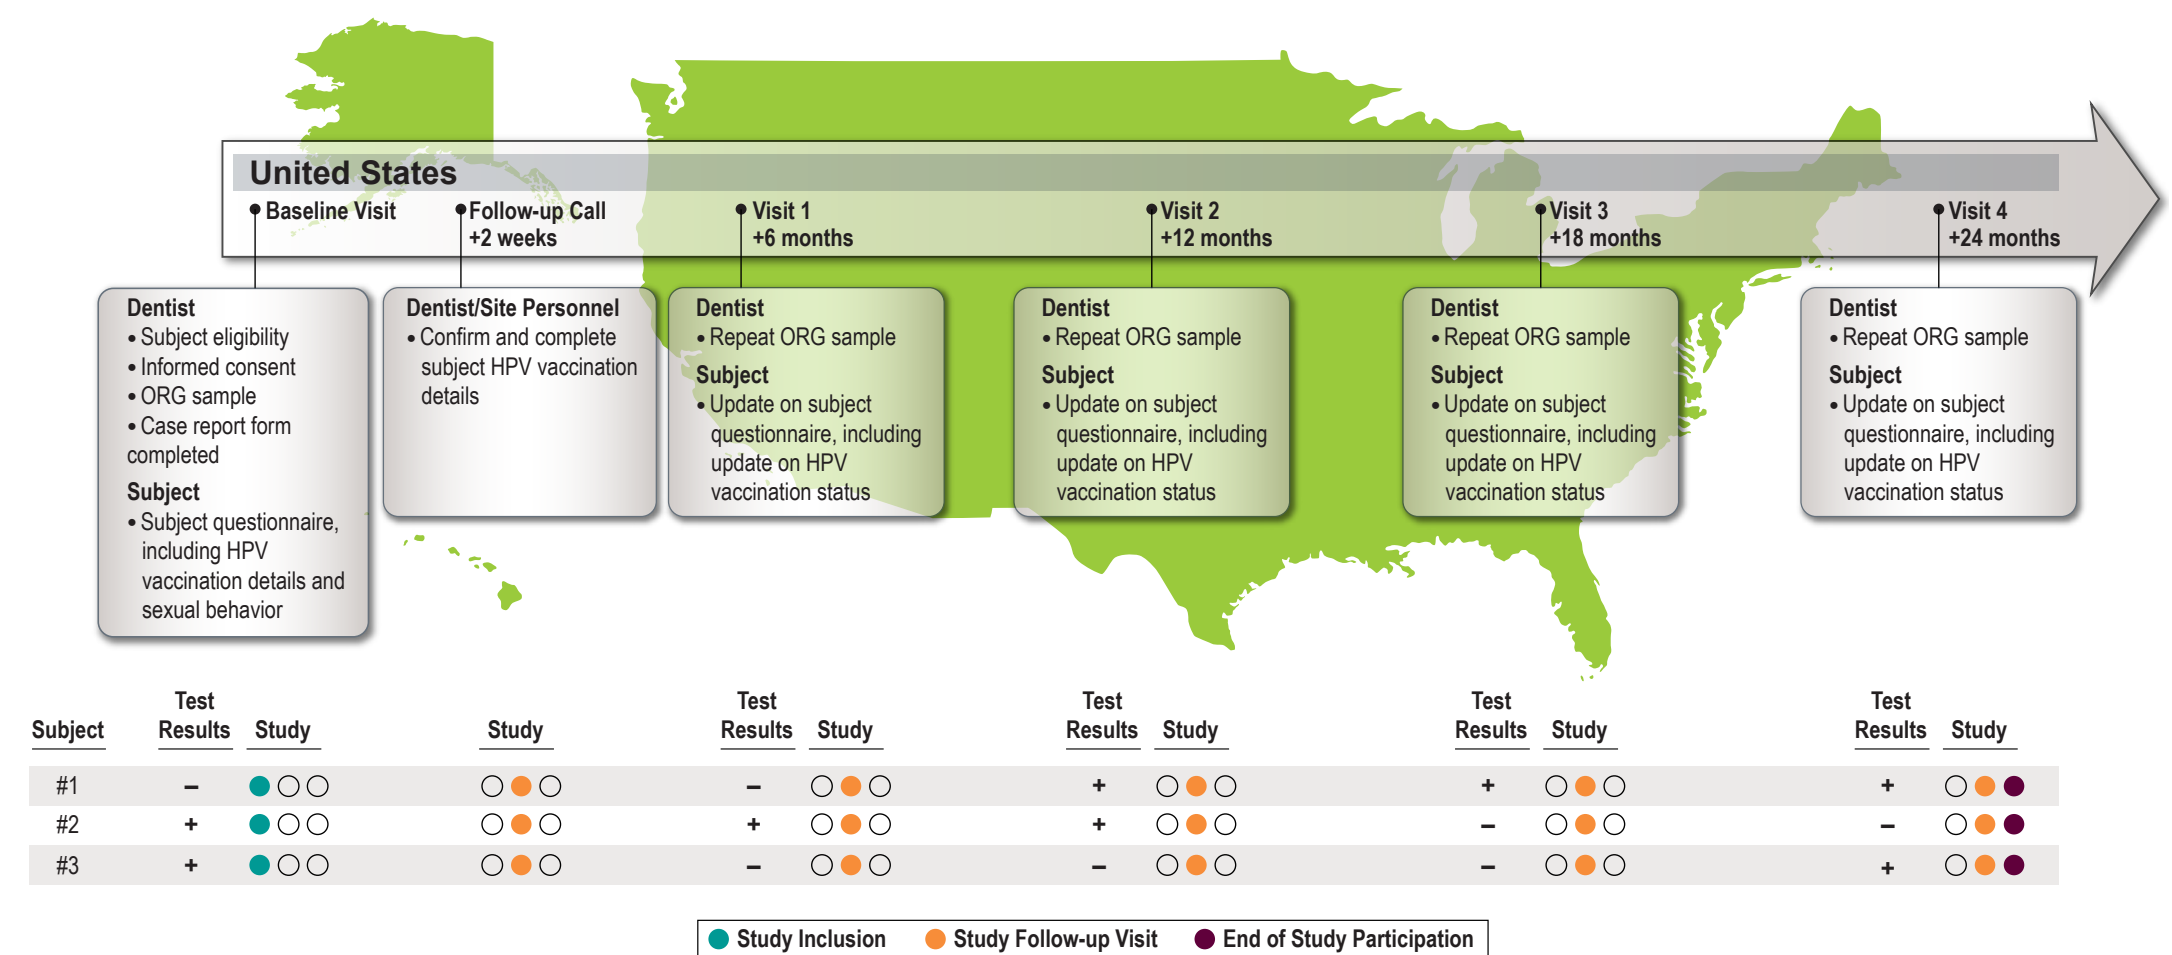 United States
Baseline Visit
Follow-up Call
+2 weeks
Visit 1
+6 months
Visit 2
+12 months
Visit 3
+18 months
Visit 4
+24 months
Dentist
• Subject eligibility
• Informed consent
• ORG sample
• Case report form
completed
Subject
• Subject questionnaire,
including HPV
vaccination details and
sexual behavior
Dentist/Site Personnel
• Confirm and complete
subject HPV vaccination
details
Dentist
• Repeat ORG sample
Subject
• Update on subject
questionnaire, including
update on HPV
vaccination status
Dentist
• Repeat ORG sample
Subject
• Update on subject
questionnaire, including
update on HPV
vaccination status
Dentist
• Repeat ORG sample
Subject
• Update on subject
questionnaire, including
update on HPV
vaccination status
Dentist
• Repeat ORG sample
Subject
• Update on subject
questionnaire, including
update on HPV
vaccination status
Test Test Test Test Test
Subject Results Study Study Results Study Results Study Results Study Results Study
#1 – – + + +
#2 + + + – –
#3 + – – – +
Study Inclusion Study Follow-up Visit End of Study Participation